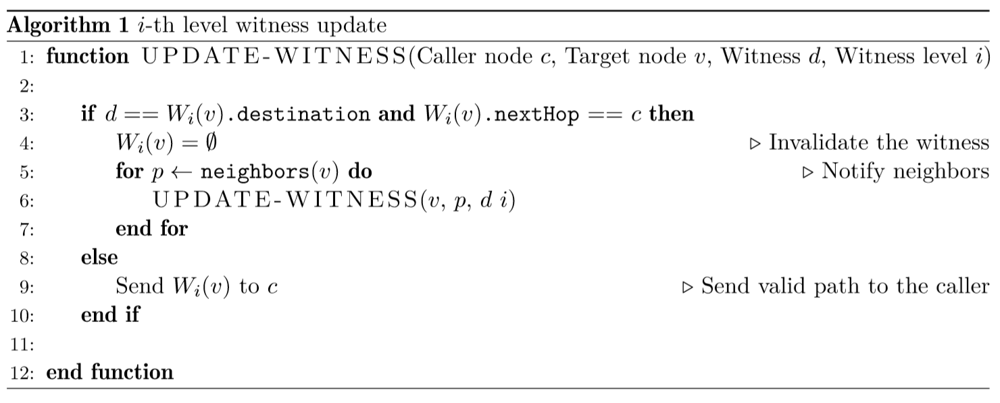 Algorithm 1 i-th level witness update
1: function UPDATE-WITNESS(Caller node c, Target node v, Witness d, Witness level i)
2:
3: if d == W_i(v).destination and W_i(v).nextHop == c then
4: W_i(v) = ∅ ▷ Invalidate the witness
5: for p ← neighbors(v) do ▷ Notify neighbors
6: UPDATE-WITNESS(v, p, d i)
7: end for
8: else
9: Send W_i(v) to c ▷ Send valid path to the caller
10: end if
11:
12: end function